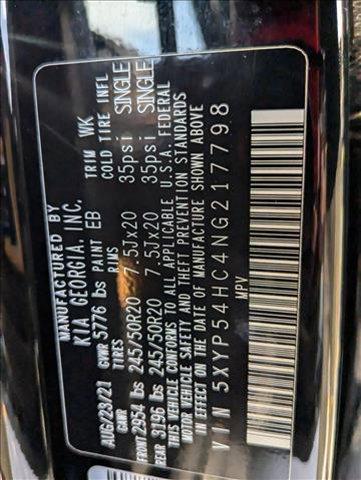 MANUFACTURED BY
KIA GEORGIA, INC.
AUG/23/21 GVWR 5776 lbs PAINT EB TRIM WK
GAWR TIRES RIMS COLD TIRE INFL
FRONT 2954 lbs 245/50R20 7.5Jx20 35psi SINGLE
REAR 3196 lbs 245/50R20 7.5Jx20 35psi SINGLE
THIS VEHICLE CONFORMS TO ALL APPLICABLE U.S.A. FEDERAL
MOTOR VEHICLE SAFETY AND THEFT PREVENTION STANDARDS
IN EFFECT ON THE DATE OF MANUFACTURE SHOWN ABOVE
VIN 5XYP54HC4NG217798
MPV